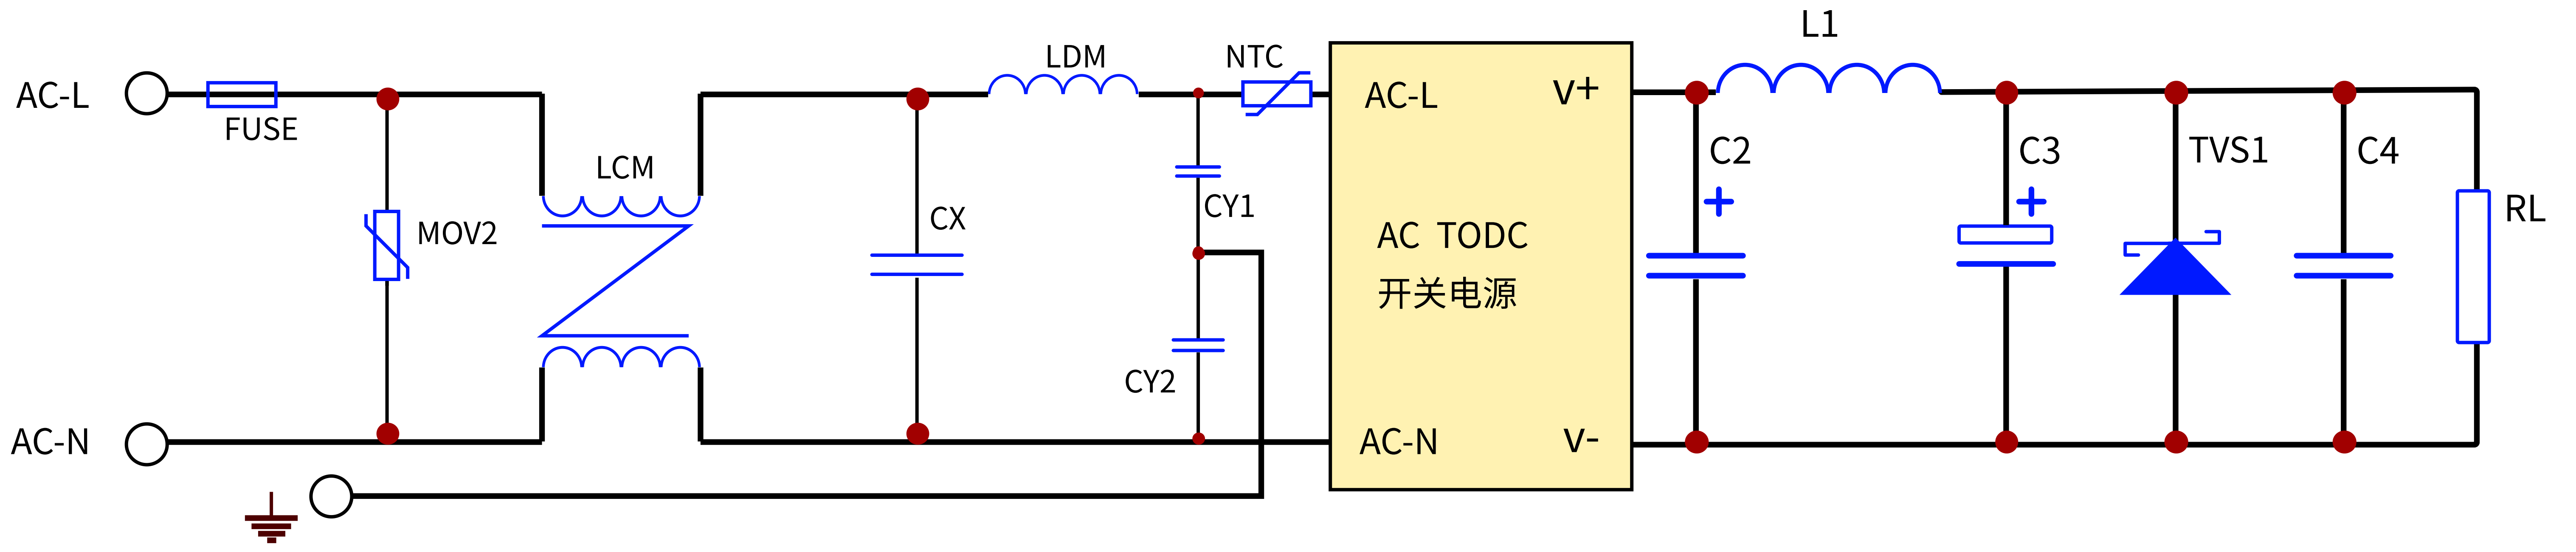 L1
AC-L
FUSE
LCM
MOV2
CX
LDM
NTC
CY1
CY2
AC-L
V+
AC TODC
开关电源
AC-N
V-
C2
+
C3
+
TVS1
C4
RL
AC-N